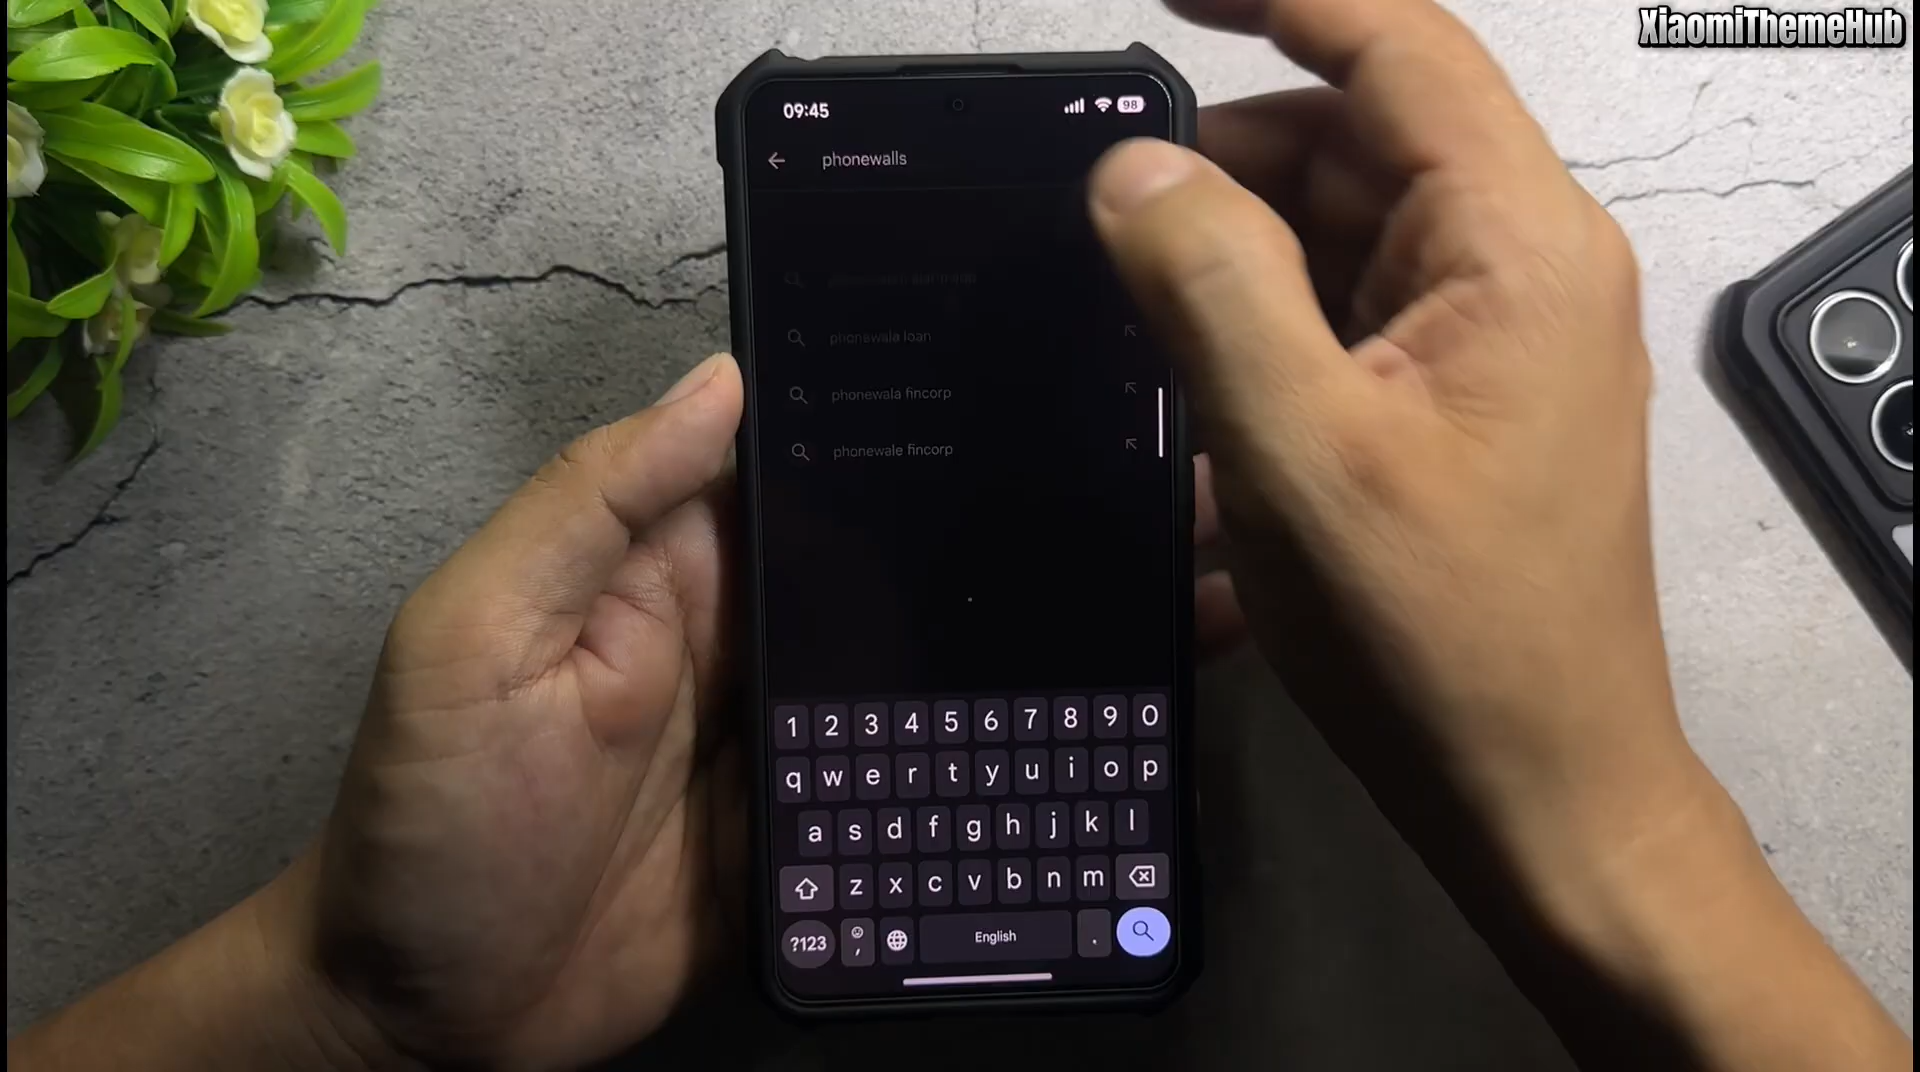 XiaomiThemeHub
09:45
98
phonewalls
phonewala loan
phonewala fincorp
phonewale fincorp
1 2 3 4 5 6 7 8 9 0
q w e r t y u i o p
a s d f g h j k l
z x c v b n m
?123 , English .